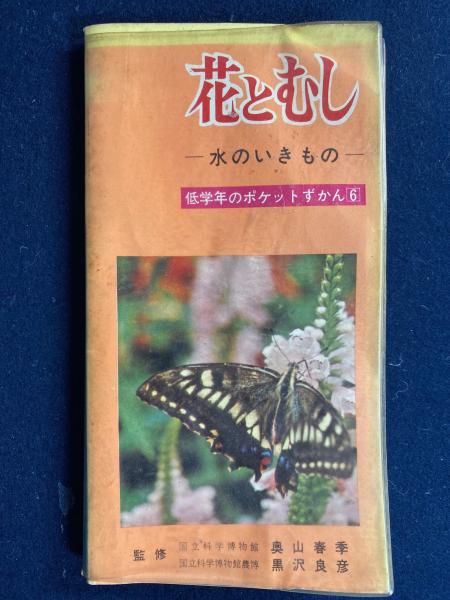 花とむし
―水のいきもの―
低学年のポケットずかん6
監修
国立科学博物館 奥山春季
国立科学博物館農博 黒沢良彦